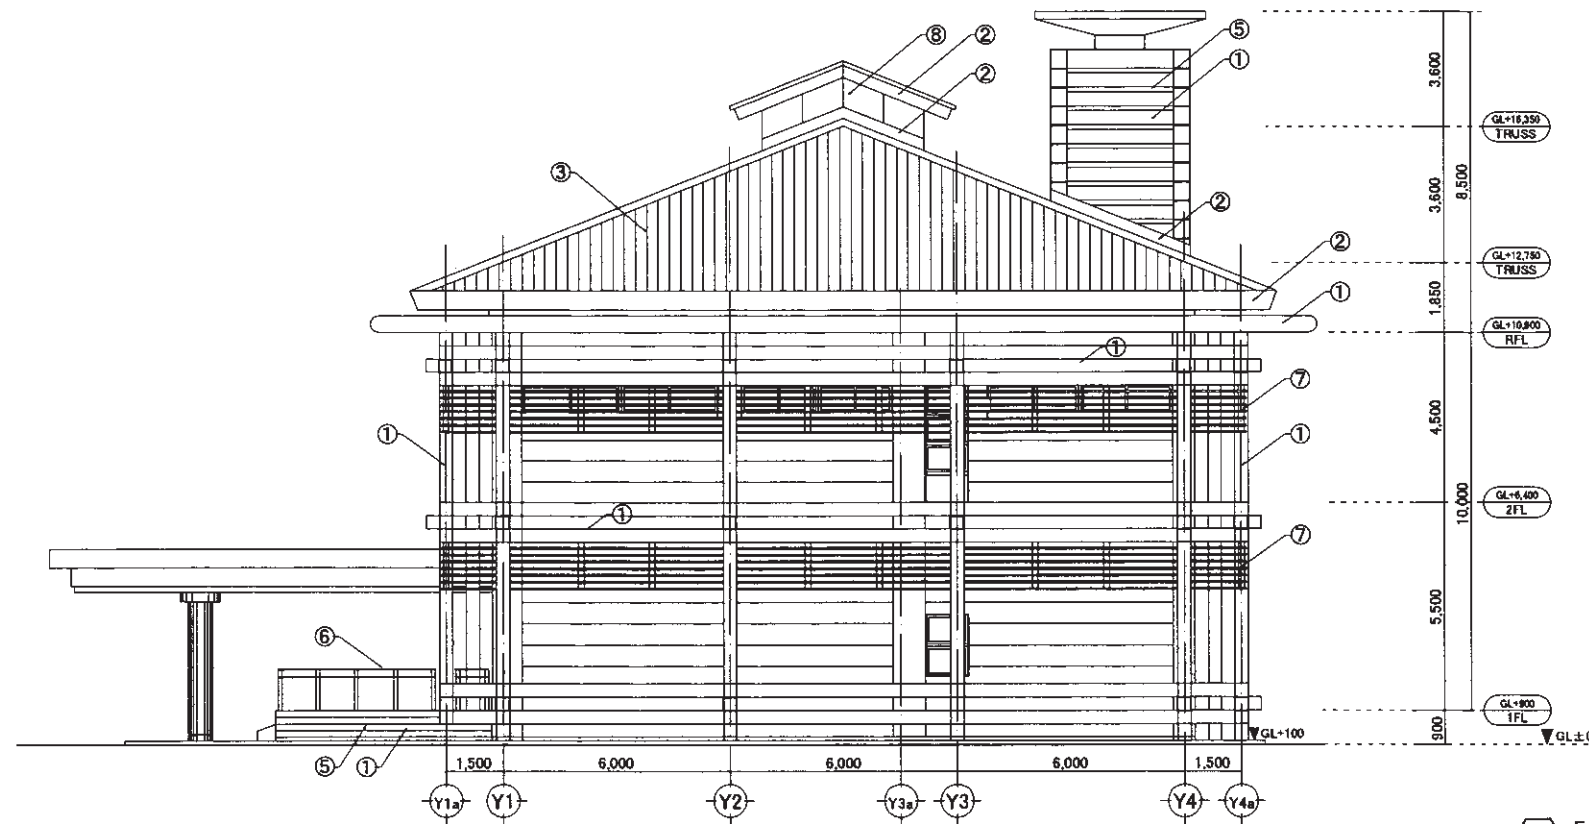 ⑧ ② ⑤
② ①
3,600
GL+16,350
TRUSS
③
3,600
8,500
②
②
GL+12,750
TRUSS
①
1,850
GL+10,900
RFL
①
⑦
①
①
4,500
①
GL+6,400
2FL
10,000
⑦
5,500
⑥
GL+900
1FL
900
GL+100
GL±0
⑤ ①
1,500 6,000 6,000 6,000 1,500
Y1a Y1 Y2 Y3a Y3 Y4 Y4a